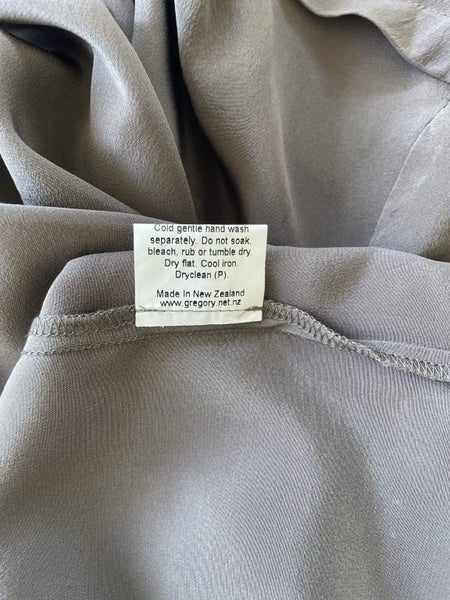 Cold gentle hand wash
separately. Do not soak,
bleach, rub or tumble dry.
Dry flat. Cool iron.
Dryclean (P).
Made In New Zealand
www.gregory.net.nz